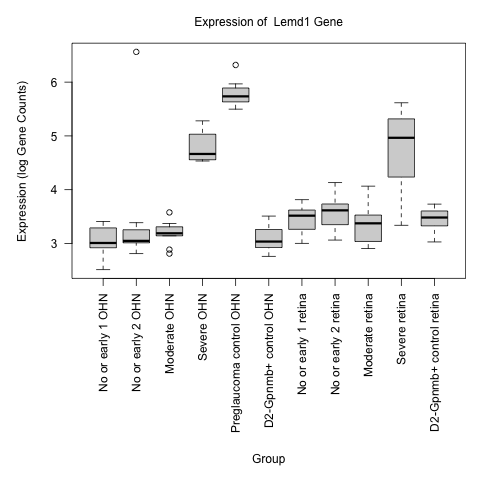 Expression of Lemd1 Gene
Expression (log Gene Counts)
6
5
4
3
No or early 1 OHN
No or early 2 OHN
Moderate OHN
Severe OHN
Preglaucoma control OHN
D2-Gpnmb+ control OHN
No or early 1 retina
No or early 2 retina
Moderate retina
Severe retina
D2-Gpnmb+ control retina
Group